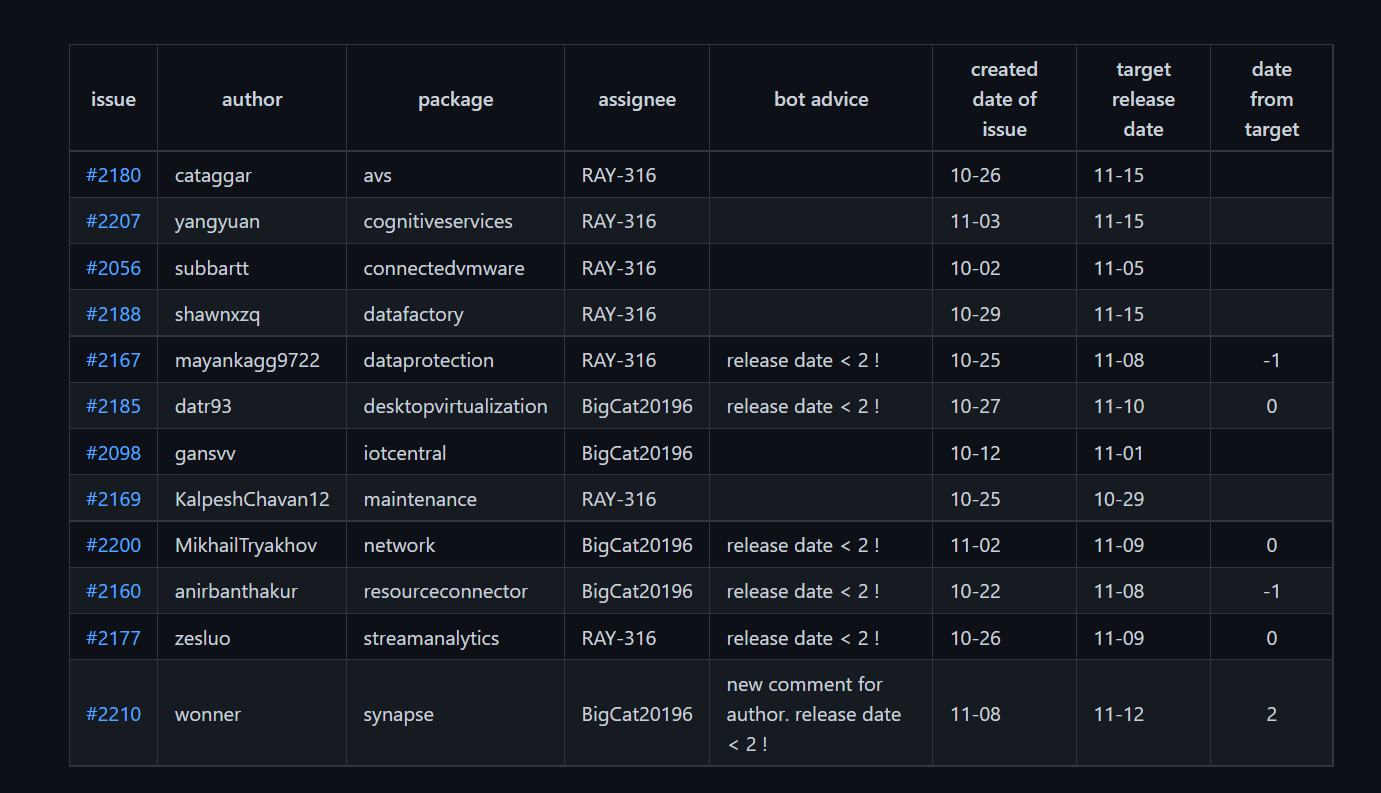 issue author package assignee bot advice created date of issue target release date date from target
#2180 cataggar avs RAY-316 10-26 11-15
#2207 yangyuan cognitiveservices RAY-316 11-03 11-15
#2056 subbartt connectedvmware RAY-316 10-02 11-05
#2188 shawnxzq datafactory RAY-316 10-29 11-15
#2167 mayankagg9722 dataprotection RAY-316 release date < 2 ! 10-25 11-08 -1
#2185 datr93 desktopvirtualization BigCat20196 release date < 2 ! 10-27 11-10 0
#2098 gansvv iotcentral BigCat20196 10-12 11-01
#2169 KalpeshChavan12 maintenance RAY-316 10-25 10-29
#2200 MikhailTryakhov network BigCat20196 release date < 2 ! 11-02 11-09 0
#2160 anirbanthakur resourceconnector BigCat20196 release date < 2 ! 10-22 11-08 -1
#2177 zesluo streamanalytics RAY-316 release date < 2 ! 10-26 11-09 0
#2210 wonner synapse BigCat20196 new comment for author. release date < 2 ! 11-08 11-12 2